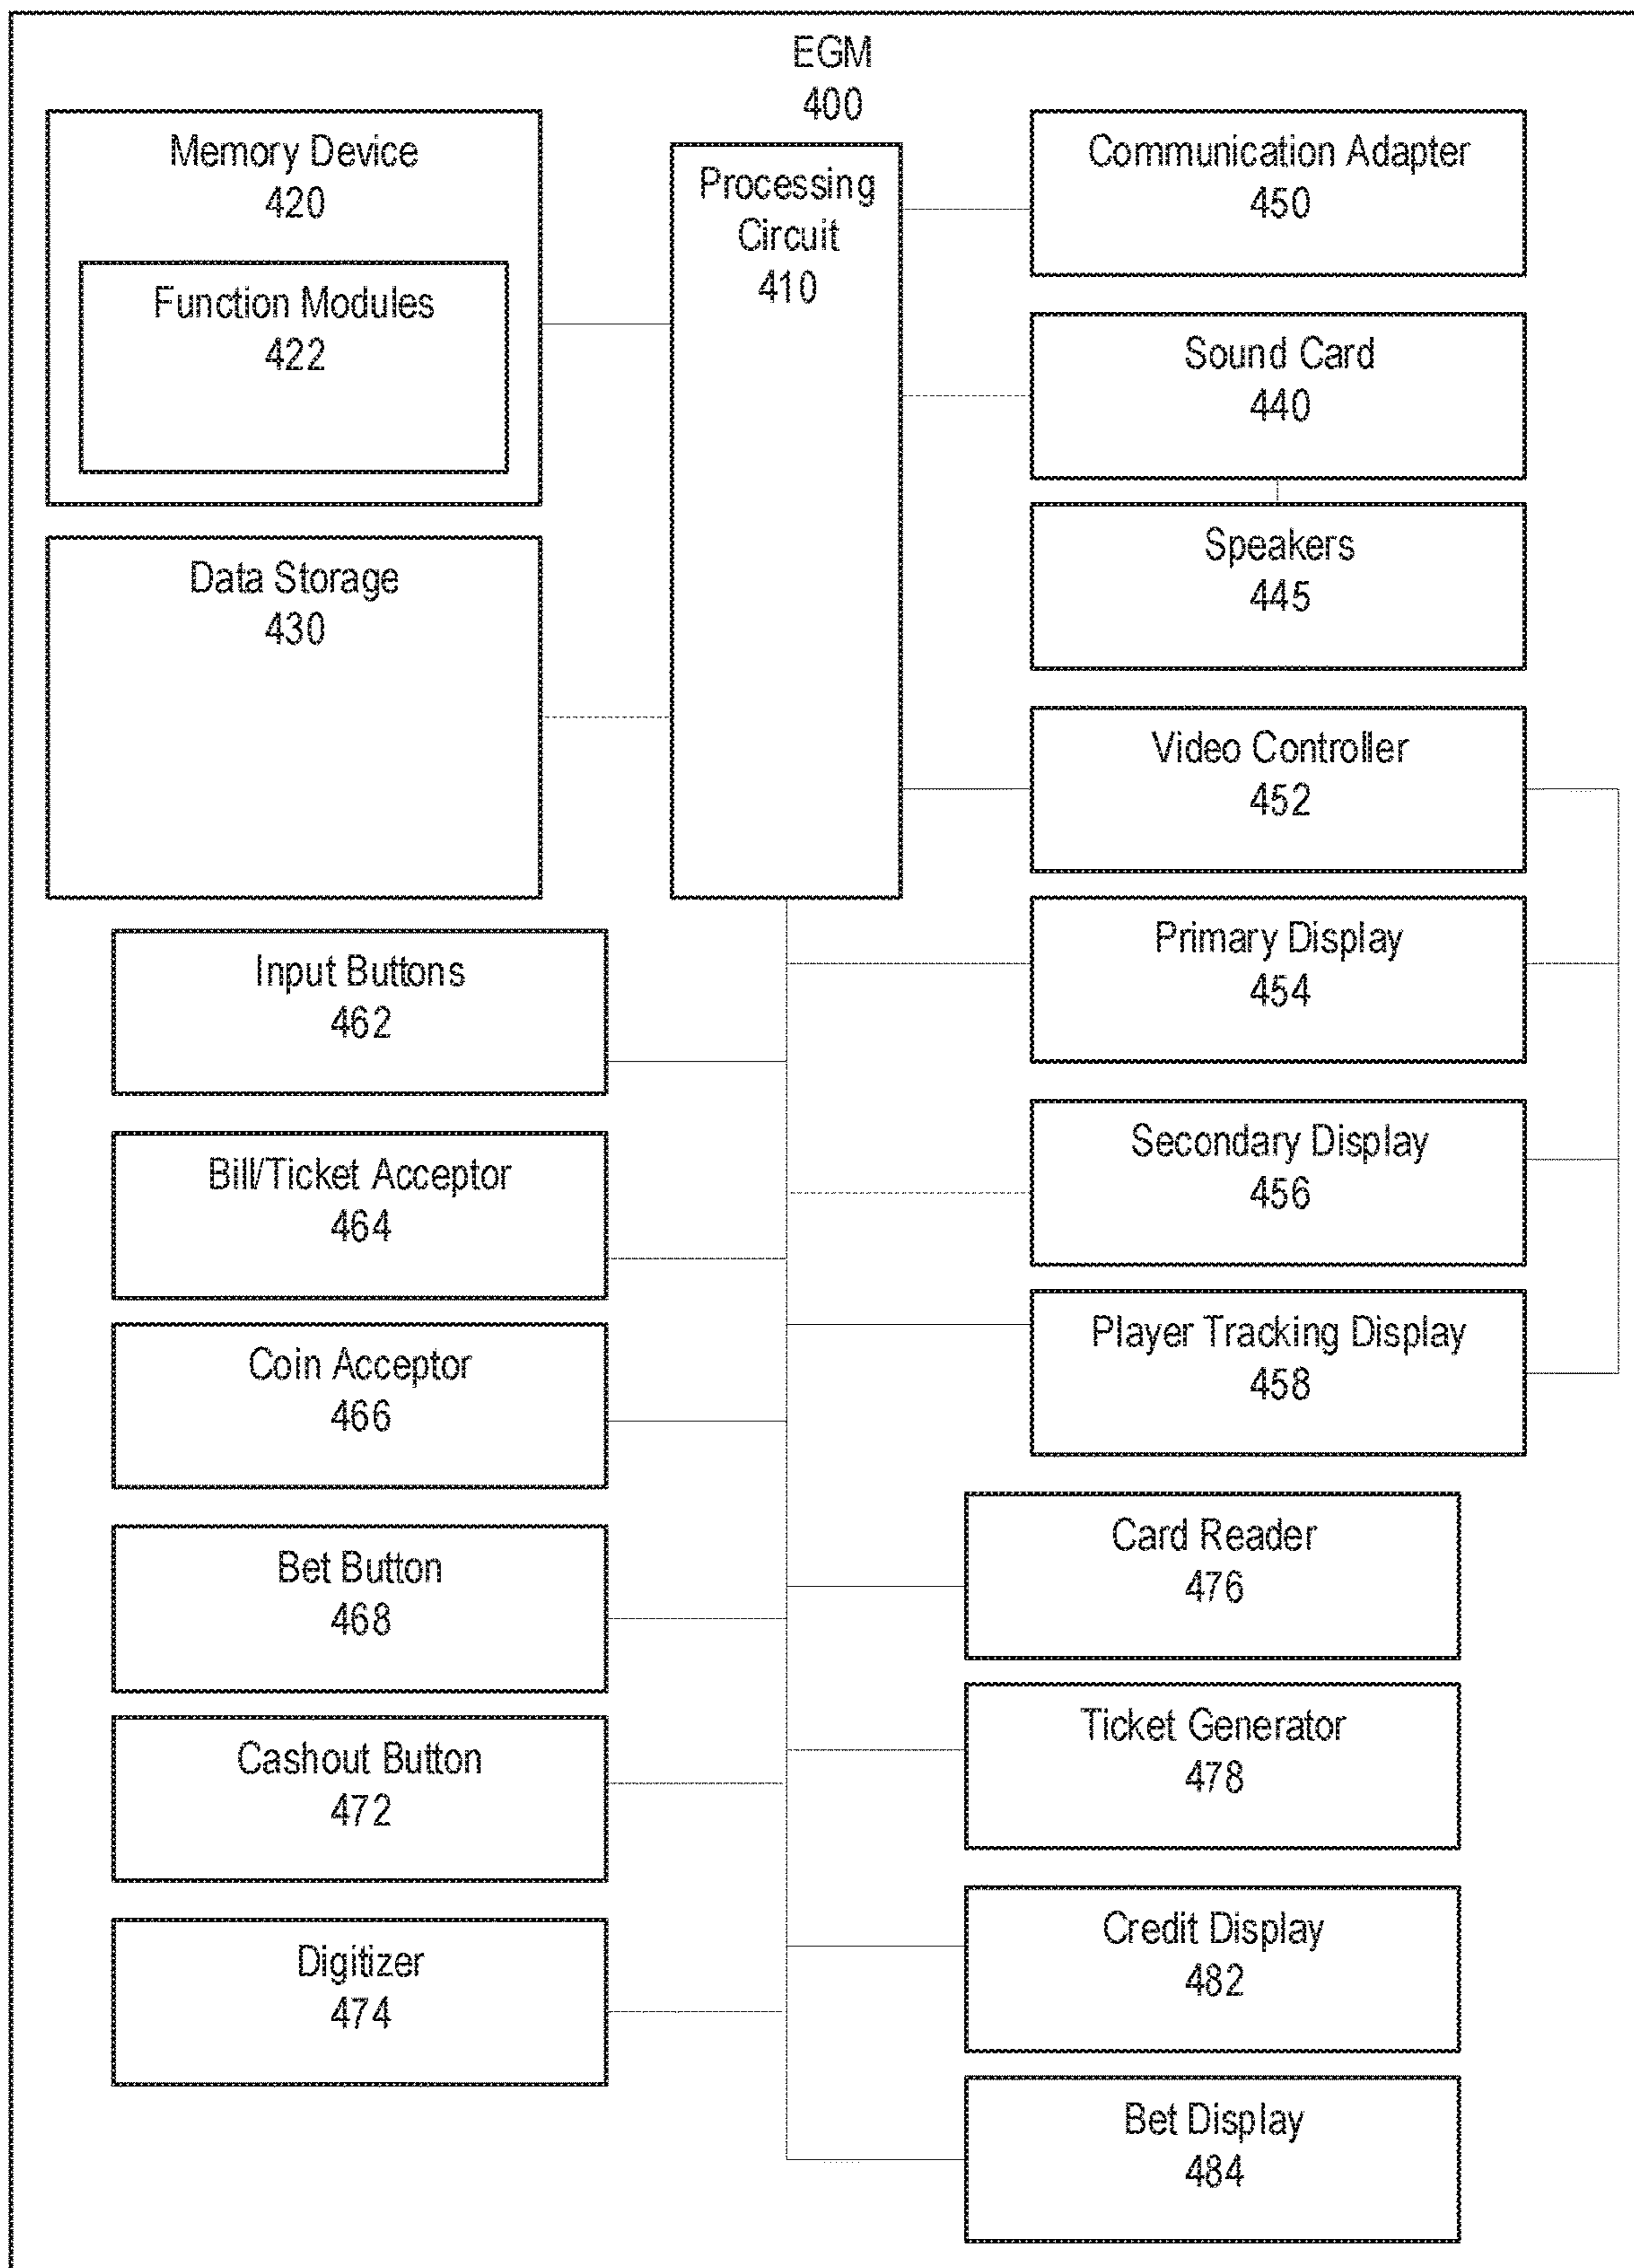 EGM
400
Memory Device
420
Function Modules
422
Data Storage
430
Processing
Circuit
410
Communication Adapter
450
Sound Card
440
Speakers
445
Video Controller
452
Primary Display
454
Secondary Display
456
Player Tracking Display
458
Input Buttons
462
Bill/Ticket Acceptor
464
Coin Acceptor
466
Bet Button
468
Cashout Button
472
Digitizer
474
Card Reader
476
Ticket Generator
478
Credit Display
482
Bet Display
484